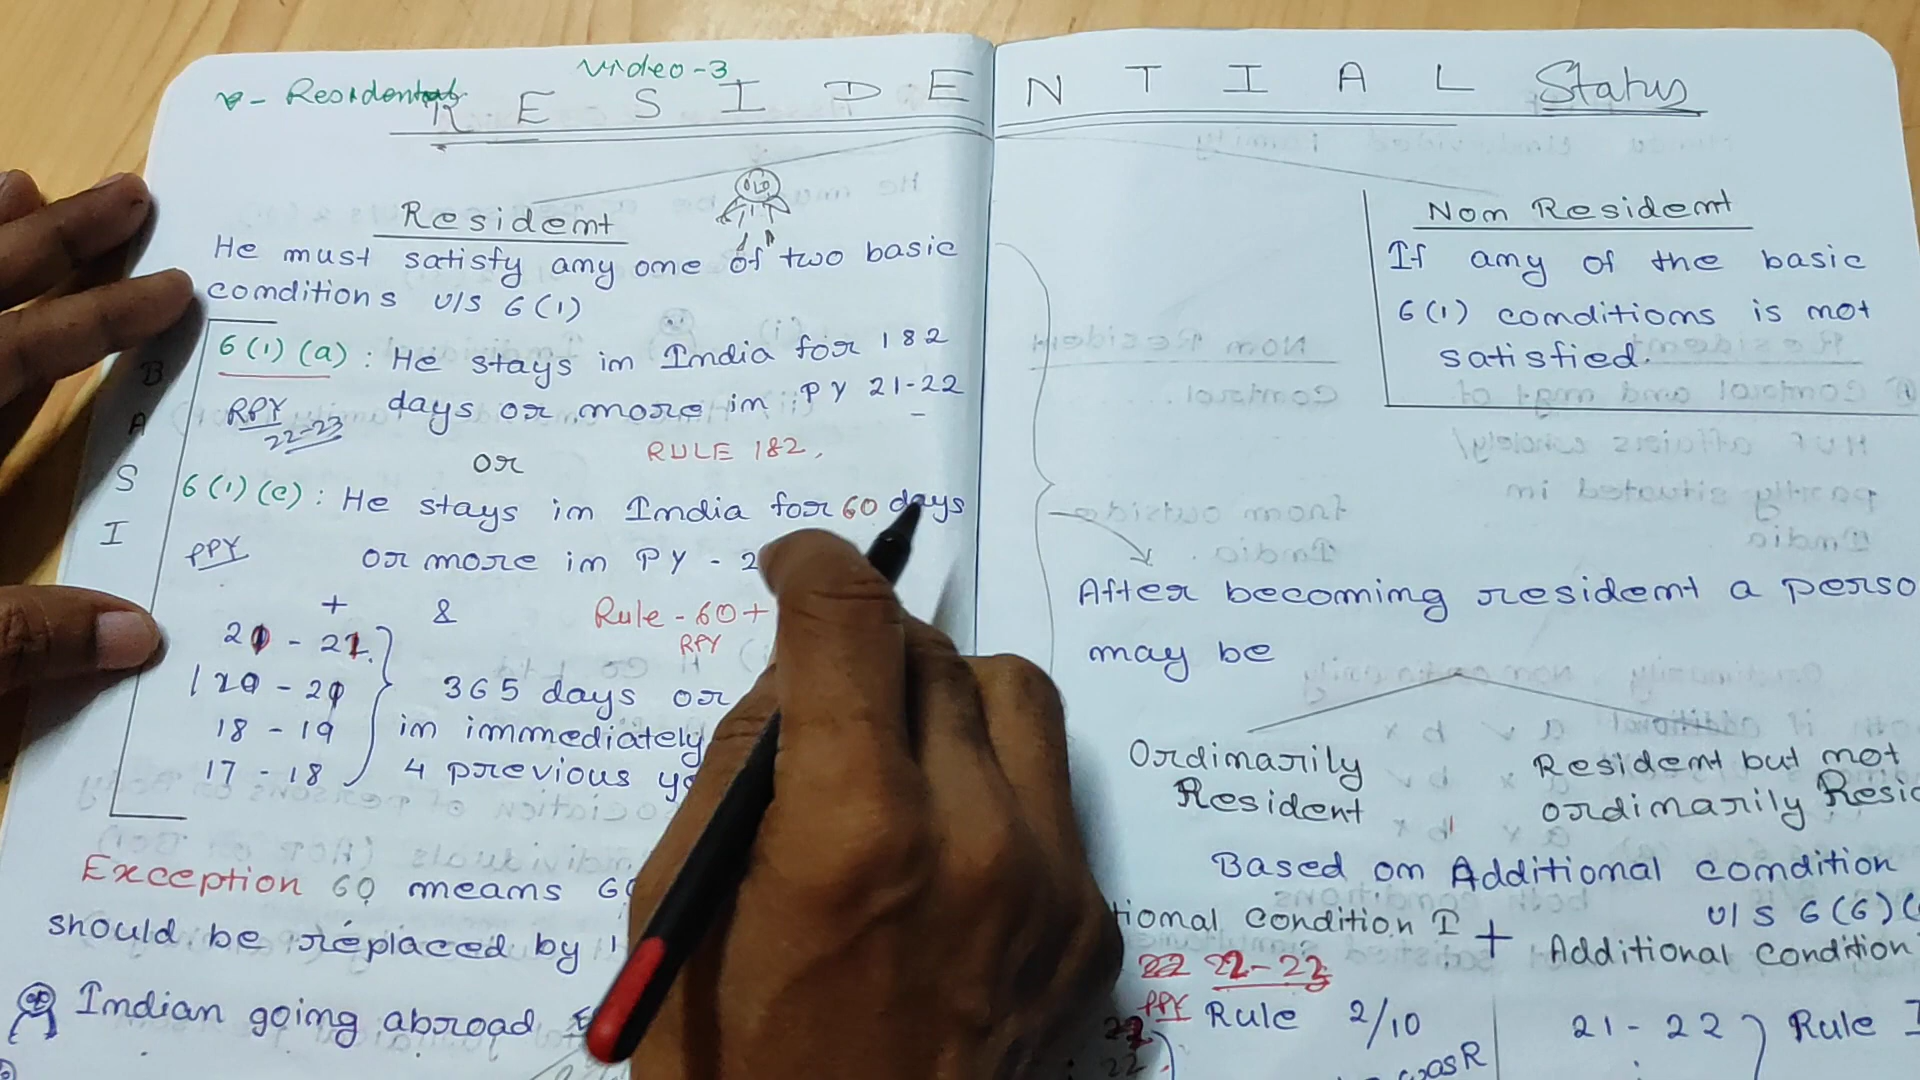 Video-3
- Residential
RESIDENTIAL Status
Resident
He must satisfy any one of two basic
conditions U/S 6(1)
BASI
6(1)(a): He stays in India for 182
days or more in PY 21-22
RPY
22-23
RULE 182,
or
6(1)(c): He stays in India for 60 days
or more in PY - 2
PPY
+ &
Rule - 60+
RPY
365 days or
in immediately
4 previous
18 - 19
17 - 18
Exception 60 means
should be replaced by 1
Indian going abroad
Non Resident
If any of the basic
6(1) conditions is not
satisfied.
After becoming resident a perso
may be
Ordinarily
Resident
Resident but not
ordinarily Resi
Based on Additional condition
U/S 6(6)(
tional condition I + Additional condition
22-23
PPY
Rule 2/10
21-22
Rule